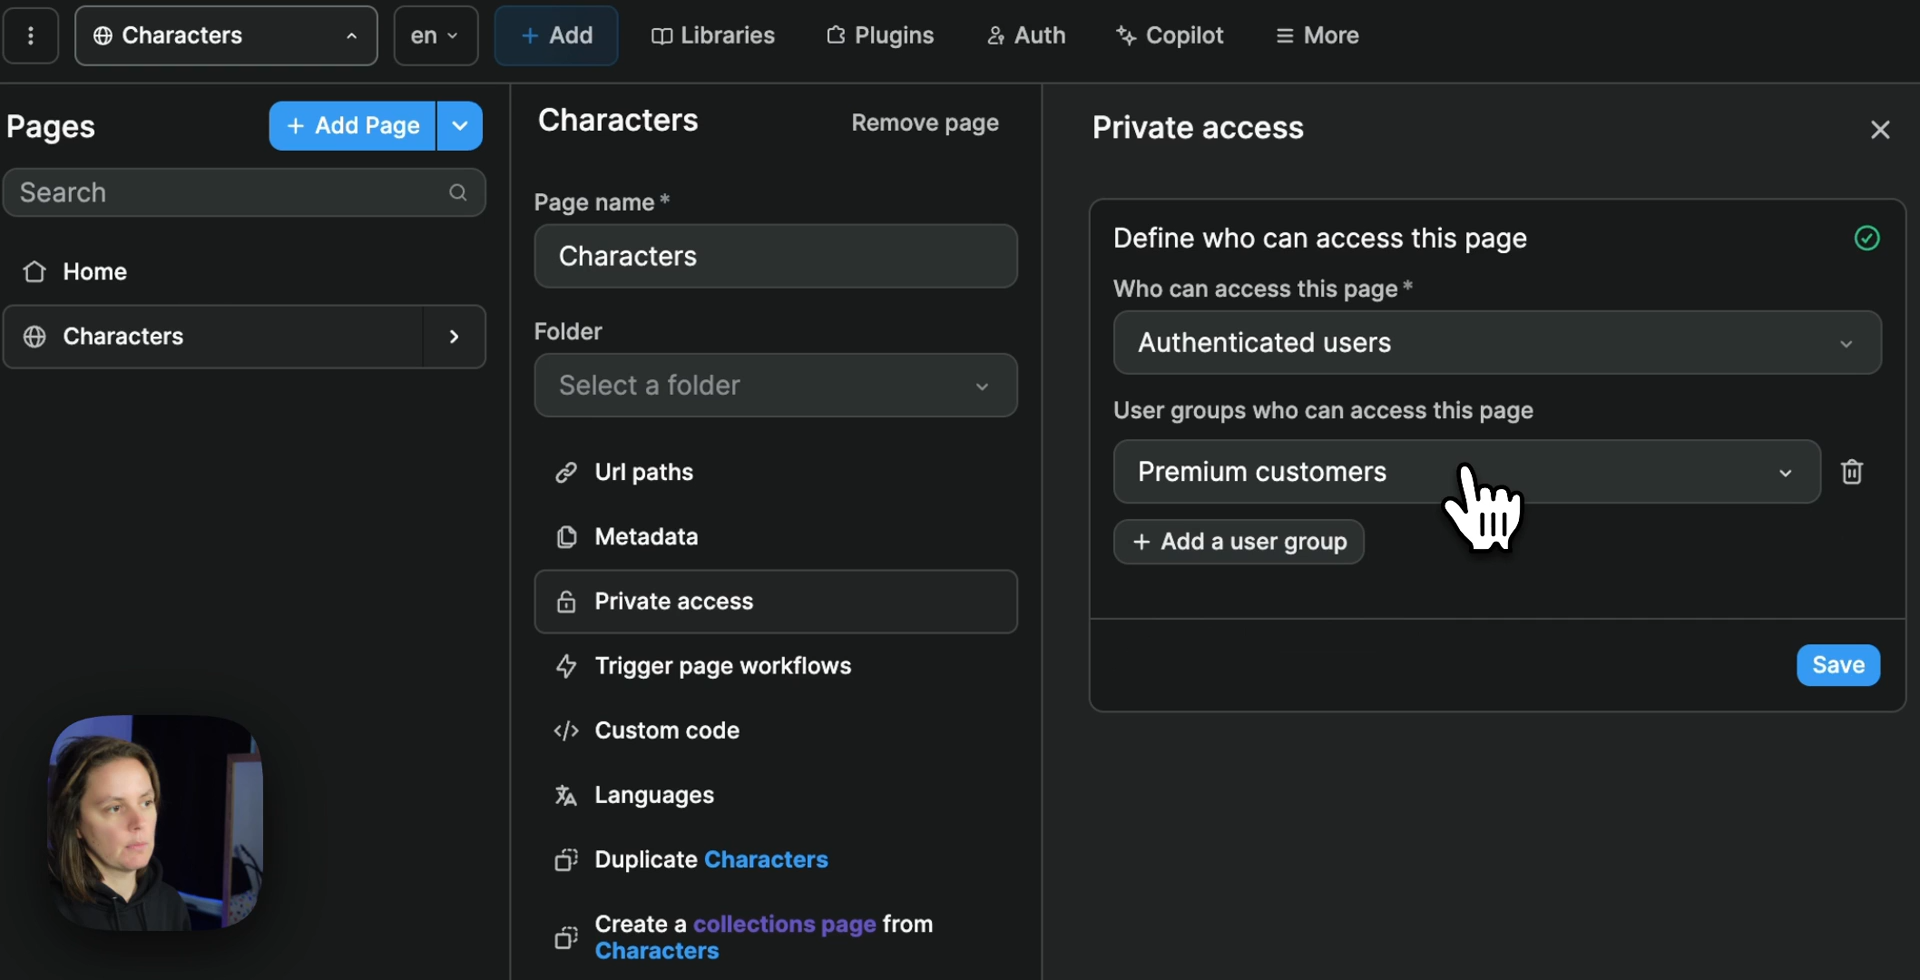 Characters
en
+ Add
Libraries
Plugins
Auth
Copilot
More
Pages
+ Add Page
Search
Home
Characters
Characters
Remove page
Page name *
Characters
Folder
Select a folder
Url paths
Metadata
Private access
Trigger page workflows
Custom code
Languages
Duplicate Characters
Create a collections page from
Characters
Private access
Define who can access this page
Who can access this page *
Authenticated users
User groups who can access this page
Premium customers
+ Add a user group
Save